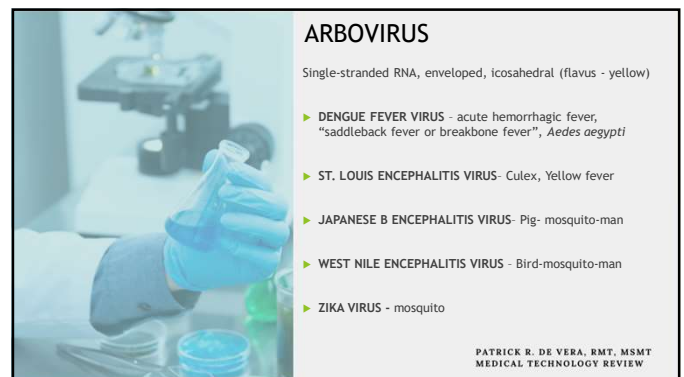 ARBOVIRUS
Single-stranded RNA, enveloped, icosahedral (flavus - yellow)
► DENGUE FEVER VIRUS – acute hemorrhagic fever,
“saddleback fever or breakbone fever”, Aedes aegypti
► ST. LOUIS ENCEPHALITIS VIRUS– Culex, Yellow fever
► JAPANESE B ENCEPHALITIS VIRUS– Pig- mosquito-man
► WEST NILE ENCEPHALITIS VIRUS – Bird-mosquito-man
► ZIKA VIRUS - mosquito
PATRICK R. DE VERA, RMT, MSMT
MEDICAL TECHNOLOGY REVIEW